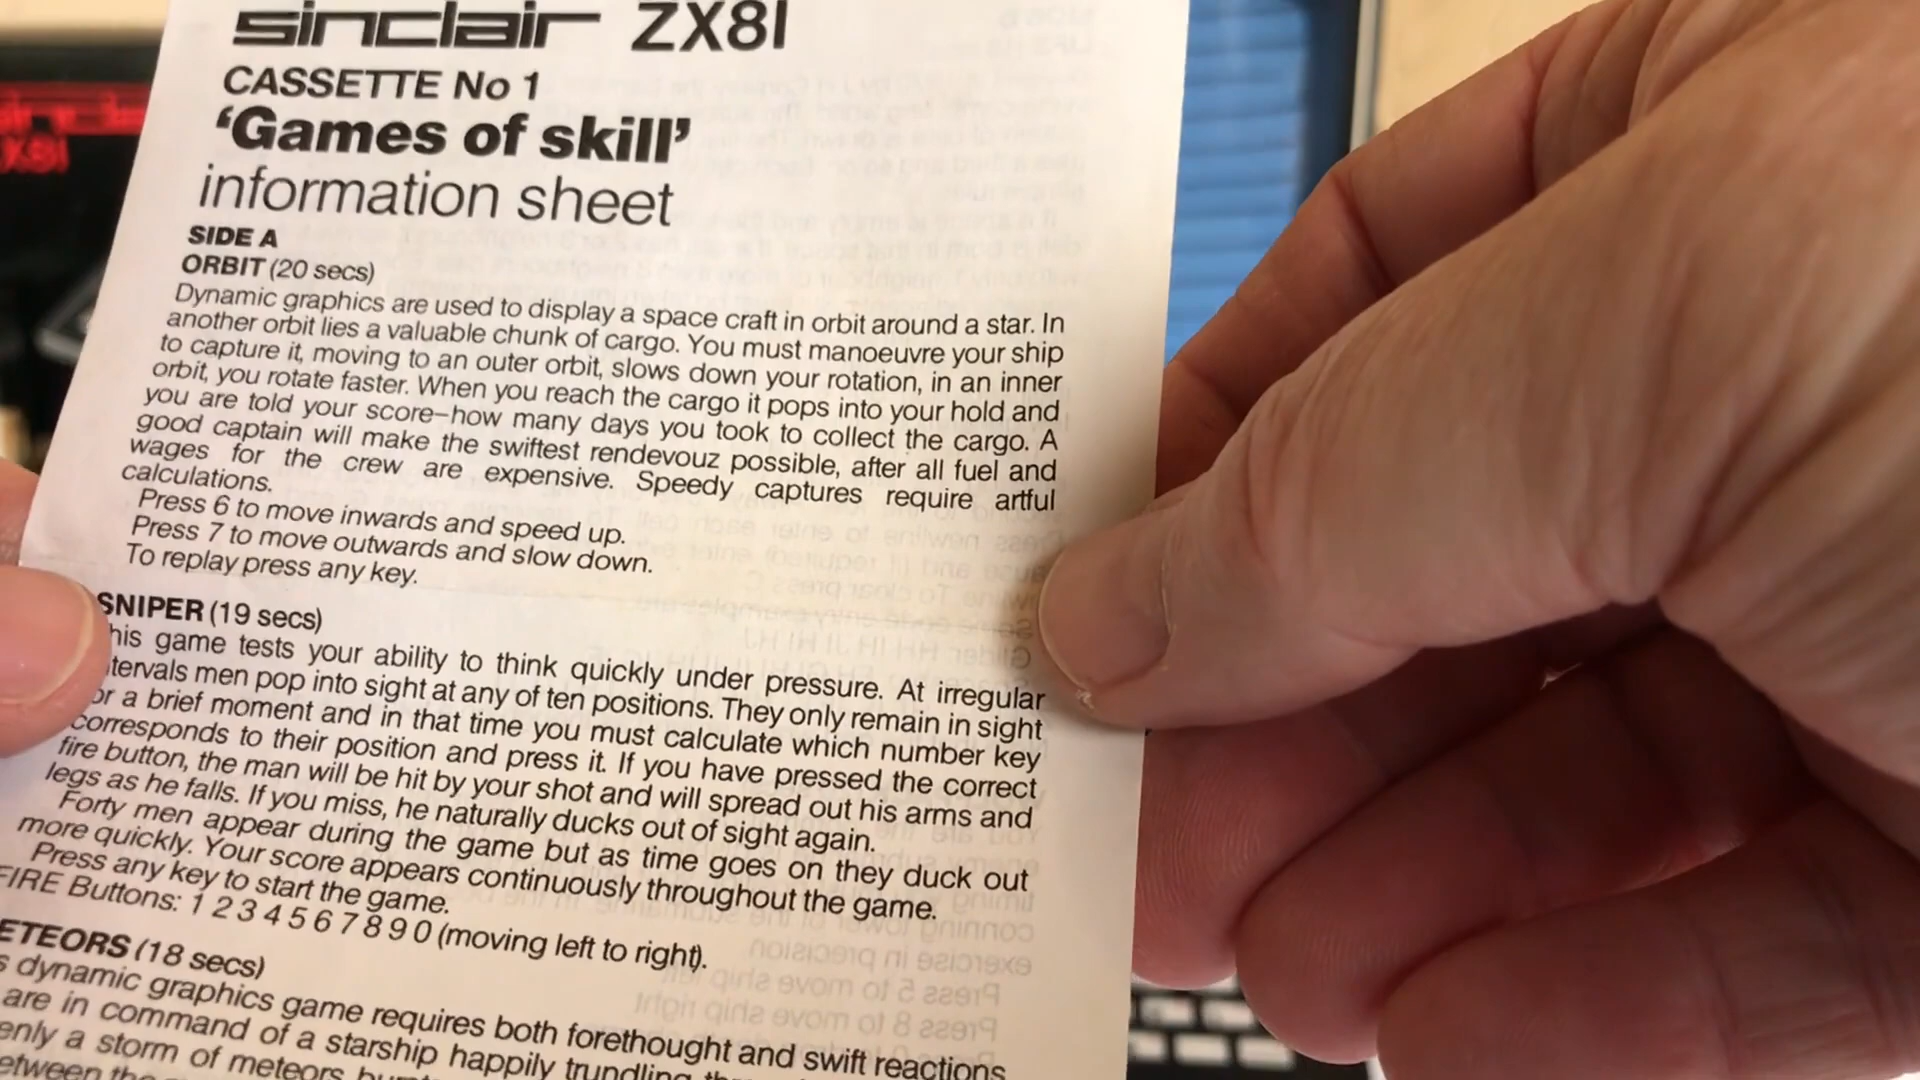 sinclair ZX81
CASSETTE No 1
‘Games of skill’
information sheet
SIDE A
ORBIT (20 secs)
Dynamic graphics are used to display a space craft in orbit around a star. In
another orbit lies a valuable chunk of cargo. You must manoeuvre your ship
to capture it, moving to an outer orbit, slows down your rotation, in an inner
orbit, you rotate faster. When you reach the cargo it pops into your hold and
you are told your score–how many days you took to collect the cargo. A
good captain will make the swiftest rendevouz possible, after all fuel and
wages for the crew are expensive. Speedy captures require artful
calculations.
Press 6 to move inwards and speed up.
Press 7 to move outwards and slow down.
To replay press any key.
SNIPER (19 secs)
his game tests your ability to think quickly under pressure. At irregular
tervals men pop into sight at any of ten positions. They only remain in sight
or a brief moment and in that time you must calculate which number key
corresponds to their position and press it. If you have pressed the correct
fire button, the man will be hit by your shot and will spread out his arms and
legs as he falls. If you miss, he naturally ducks out of sight again.
Forty men appear during the game but as time goes on they duck out
more quickly. Your score appears continuously throughout the game.
Press any key to start the game.
FIRE Buttons: 1 2 3 4 5 6 7 8 9 0 (moving left to right).
ETEORS (18 secs)
s dynamic graphics game requires both forethought and swift reactions
are in command of a starship happily trundling
enly a storm of meteors
etween the